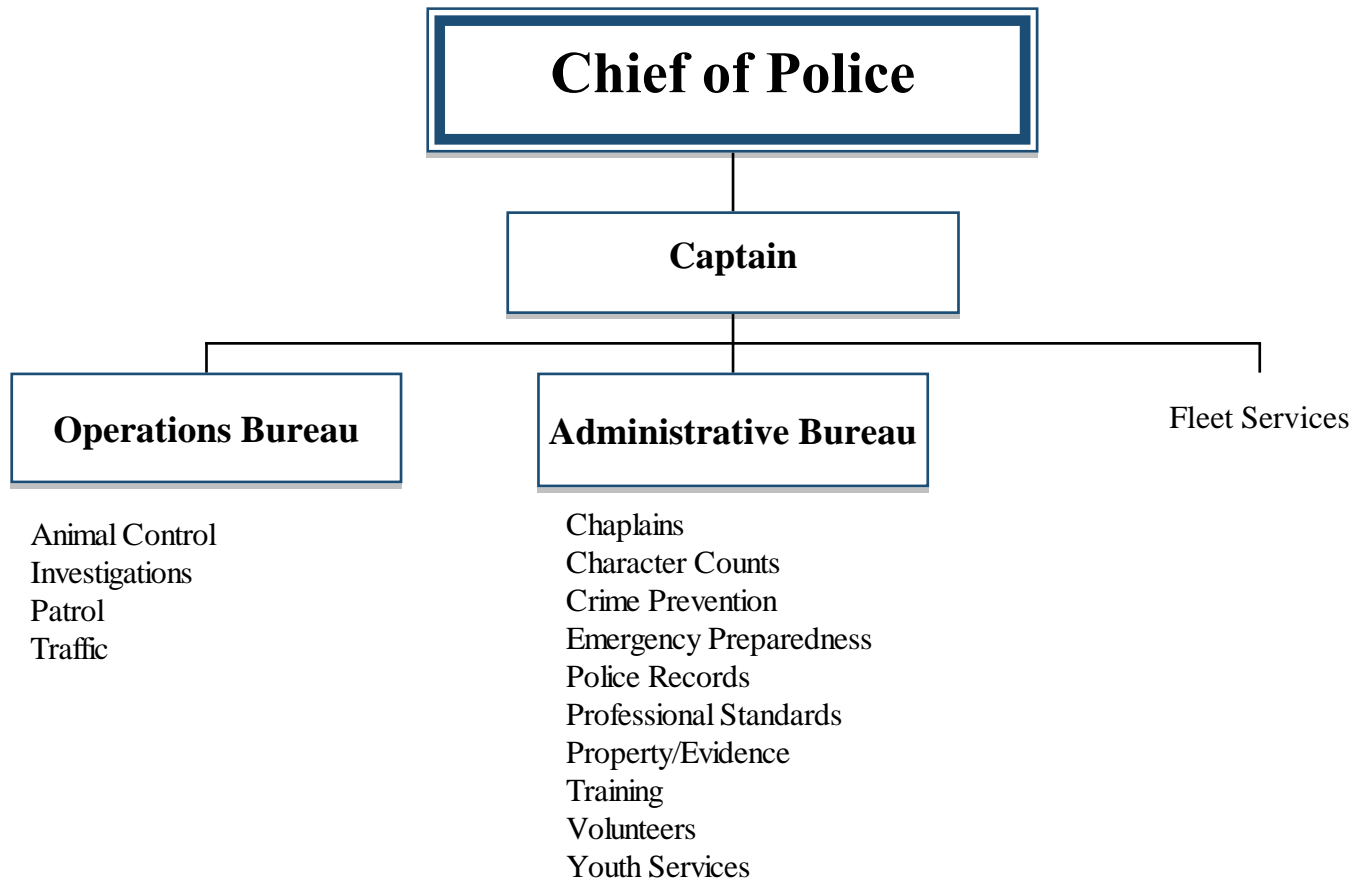 Chief of Police
Captain
Operations Bureau
Administrative Bureau
Fleet Services
Animal Control
Investigations
Patrol
Traffic
Chaplains
Character Counts
Crime Prevention
Emergency Preparedness
Police Records
Professional Standards
Property/Evidence
Training
Volunteers
Youth Services